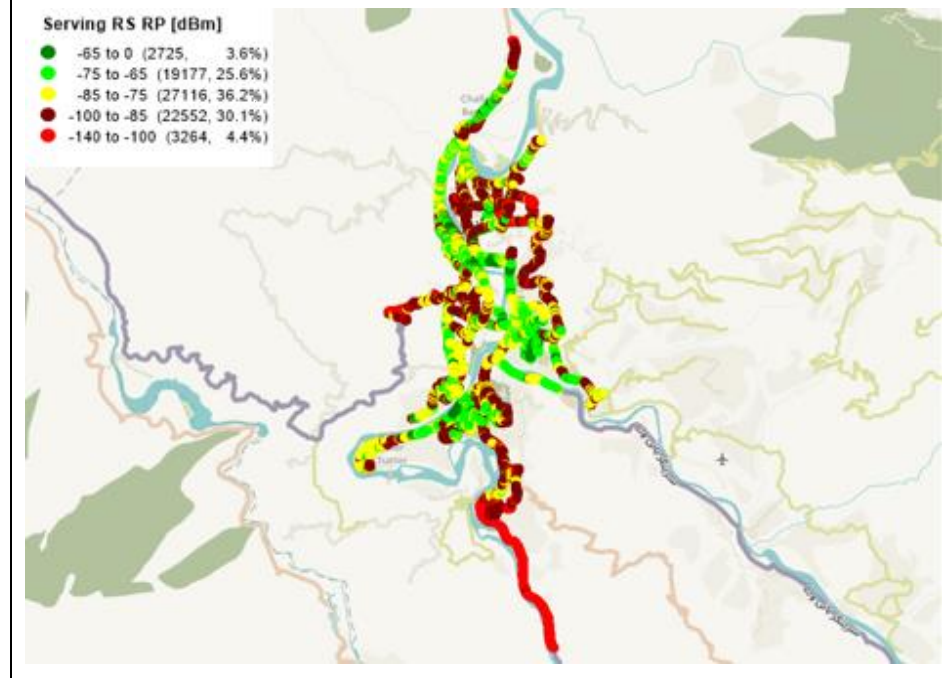 Serving RS RP [dBm]
-65 to 0 (2725, 3.6%)
-75 to -65 (19177, 25.6%)
-85 to -75 (27116, 36.2%)
-100 to -85 (22552, 30.1%)
-140 to -100 (3264, 4.4%)